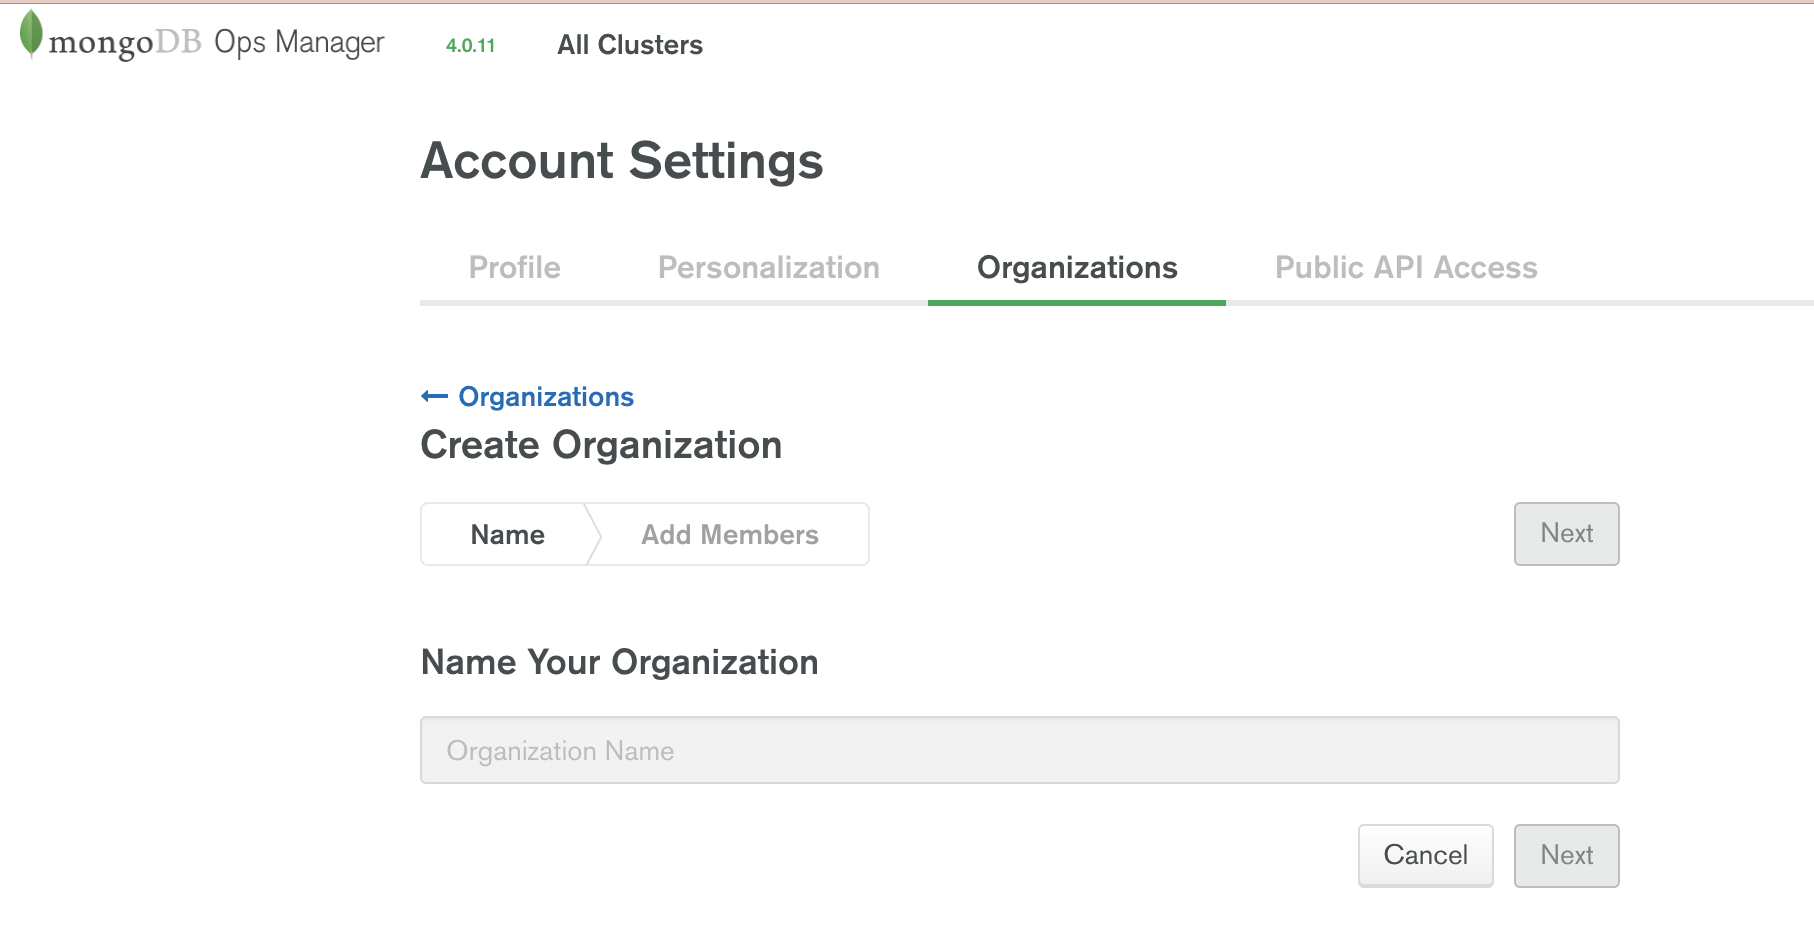 mongoDB Ops Manager 4.0.11 All Clusters
Account Settings
Profile Personalization Organizations Public API Access
← Organizations
Create Organization
Name Add Members Next
Name Your Organization
Organization Name
Cancel Next